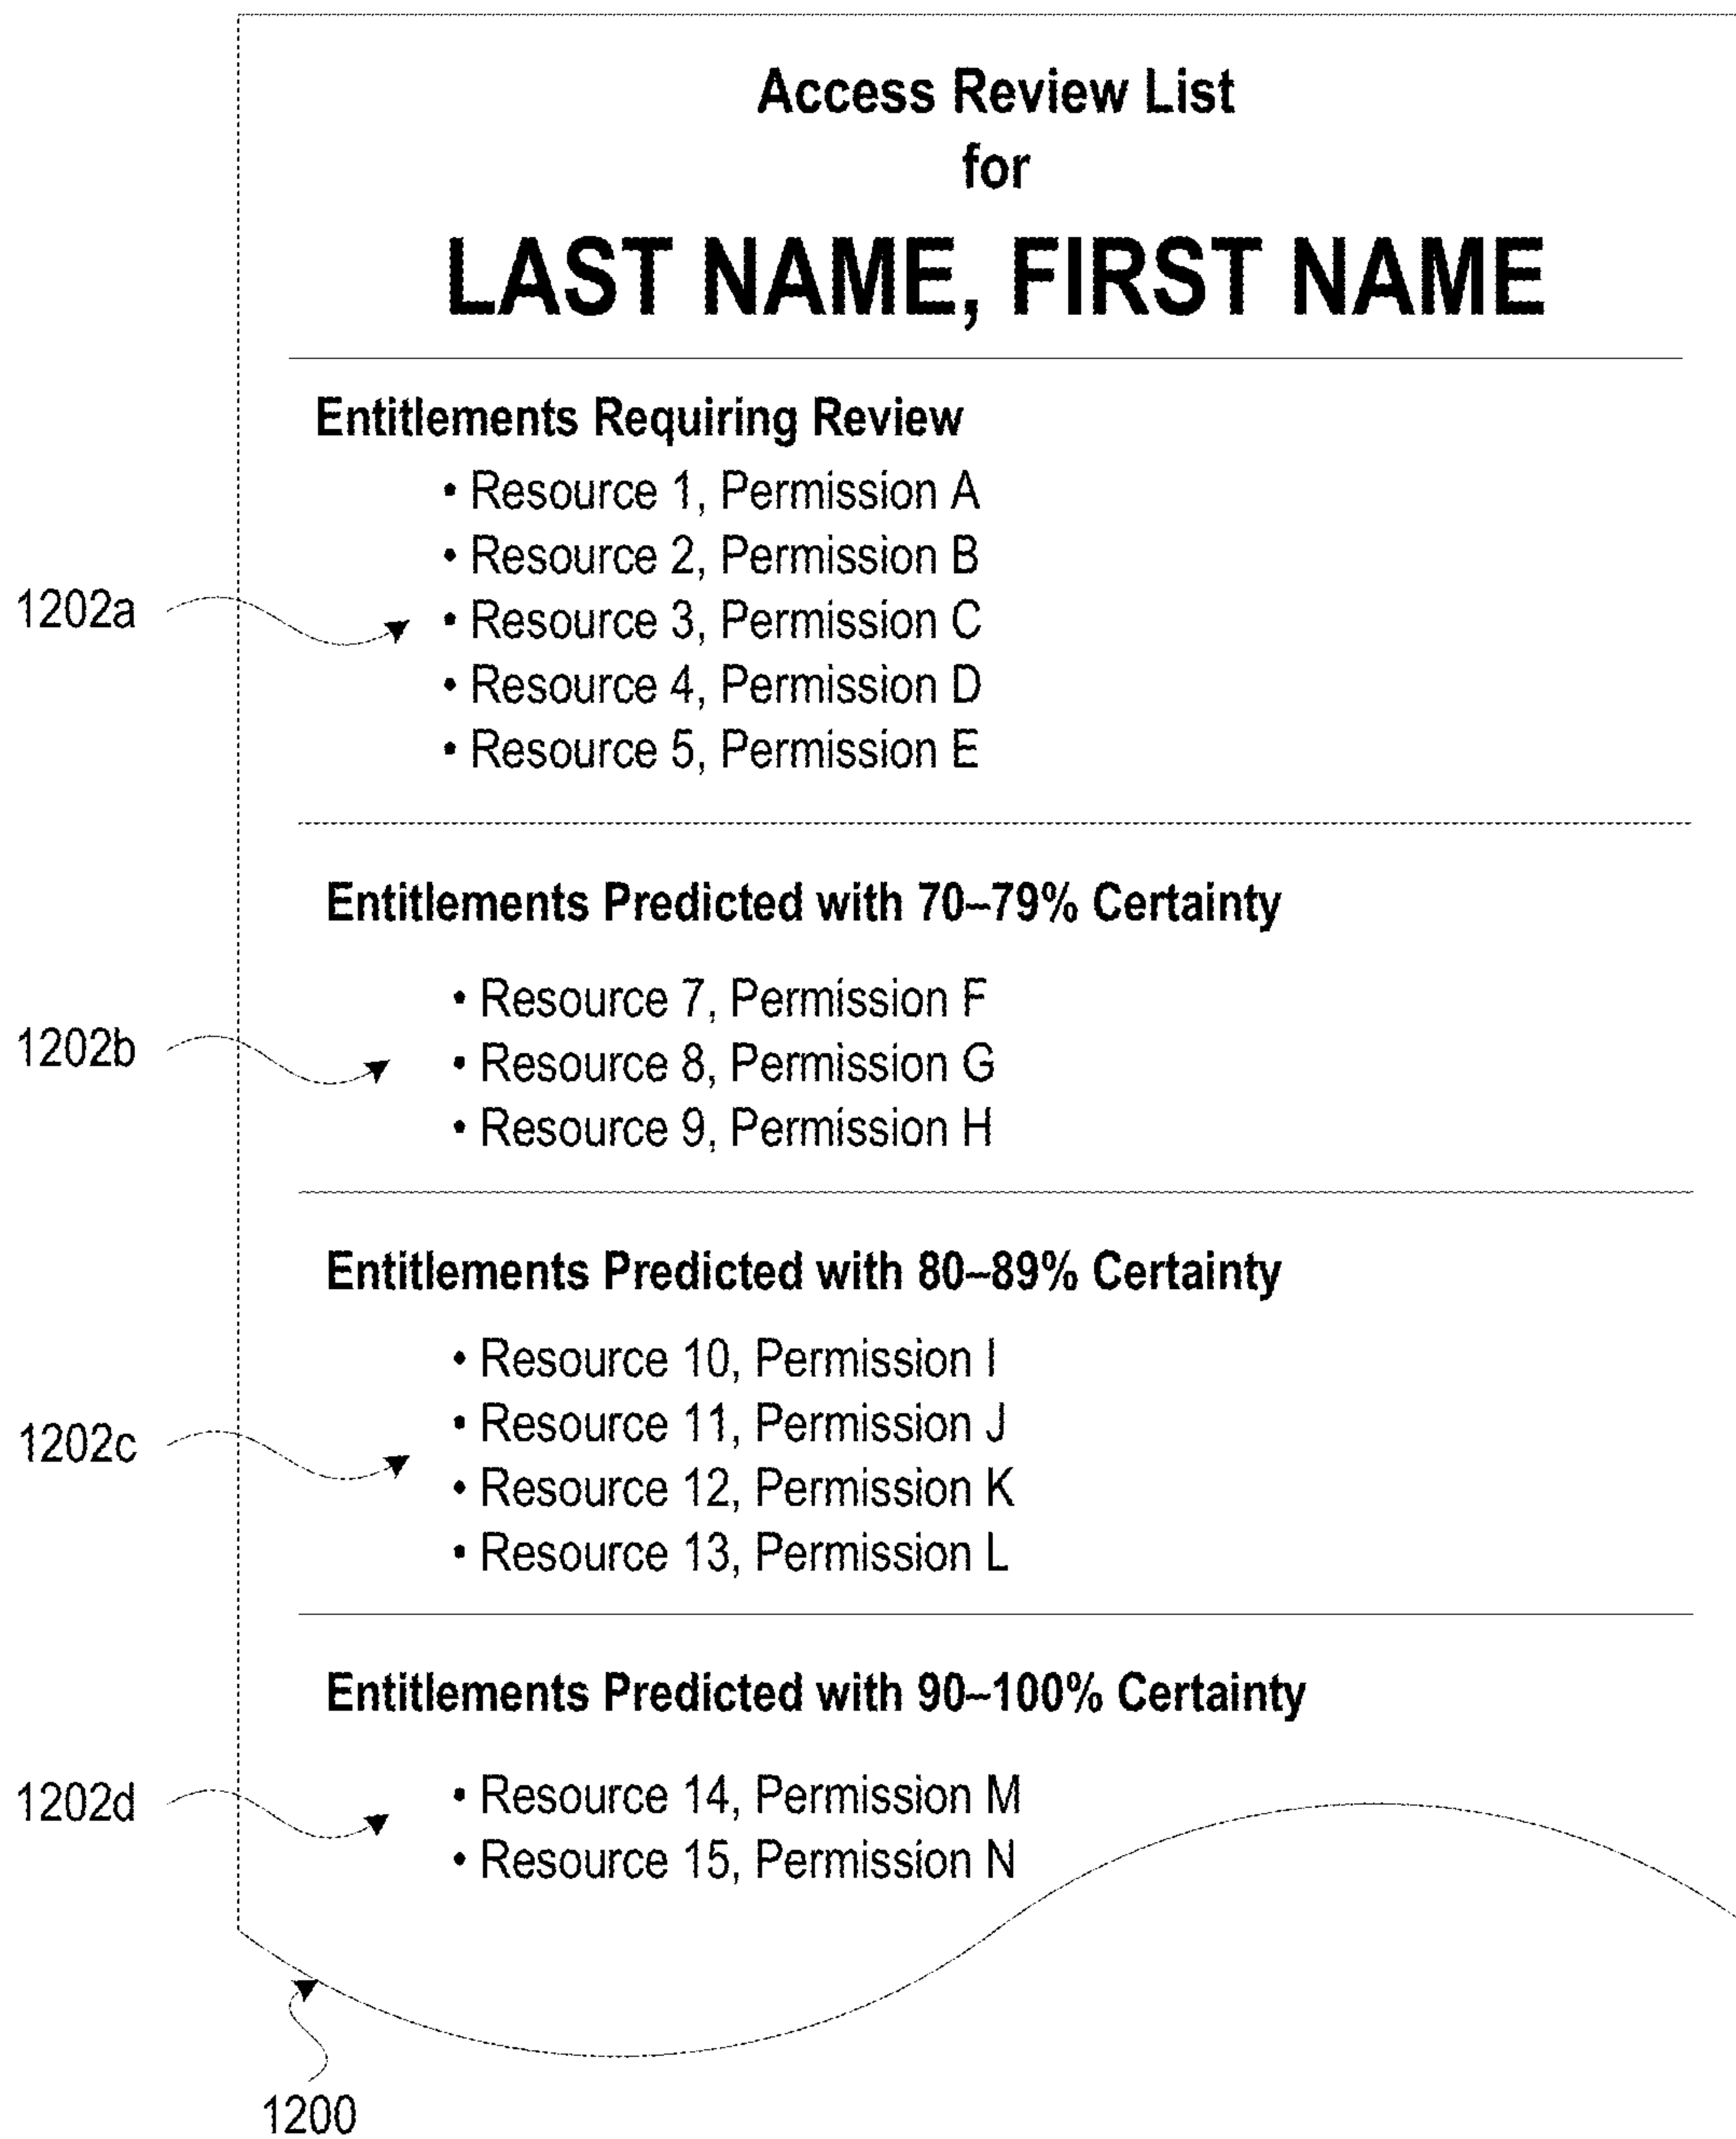 Access Review List
for
LAST NAME, FIRST NAME
Entitlements Requiring Review
• Resource 1, Permission A
• Resource 2, Permission B
1202a
• Resource 3, Permission C
• Resource 4, Permission D
• Resource 5, Permission E
Entitlements Predicted with 70–79% Certainty
• Resource 7, Permission F
1202b
• Resource 8, Permission G
• Resource 9, Permission H
Entitlements Predicted with 80–89% Certainty
• Resource 10, Permission I
• Resource 11, Permission J
1202c
• Resource 12, Permission K
• Resource 13, Permission L
Entitlements Predicted with 90–100% Certainty
• Resource 14, Permission M
1202d
• Resource 15, Permission N
1200